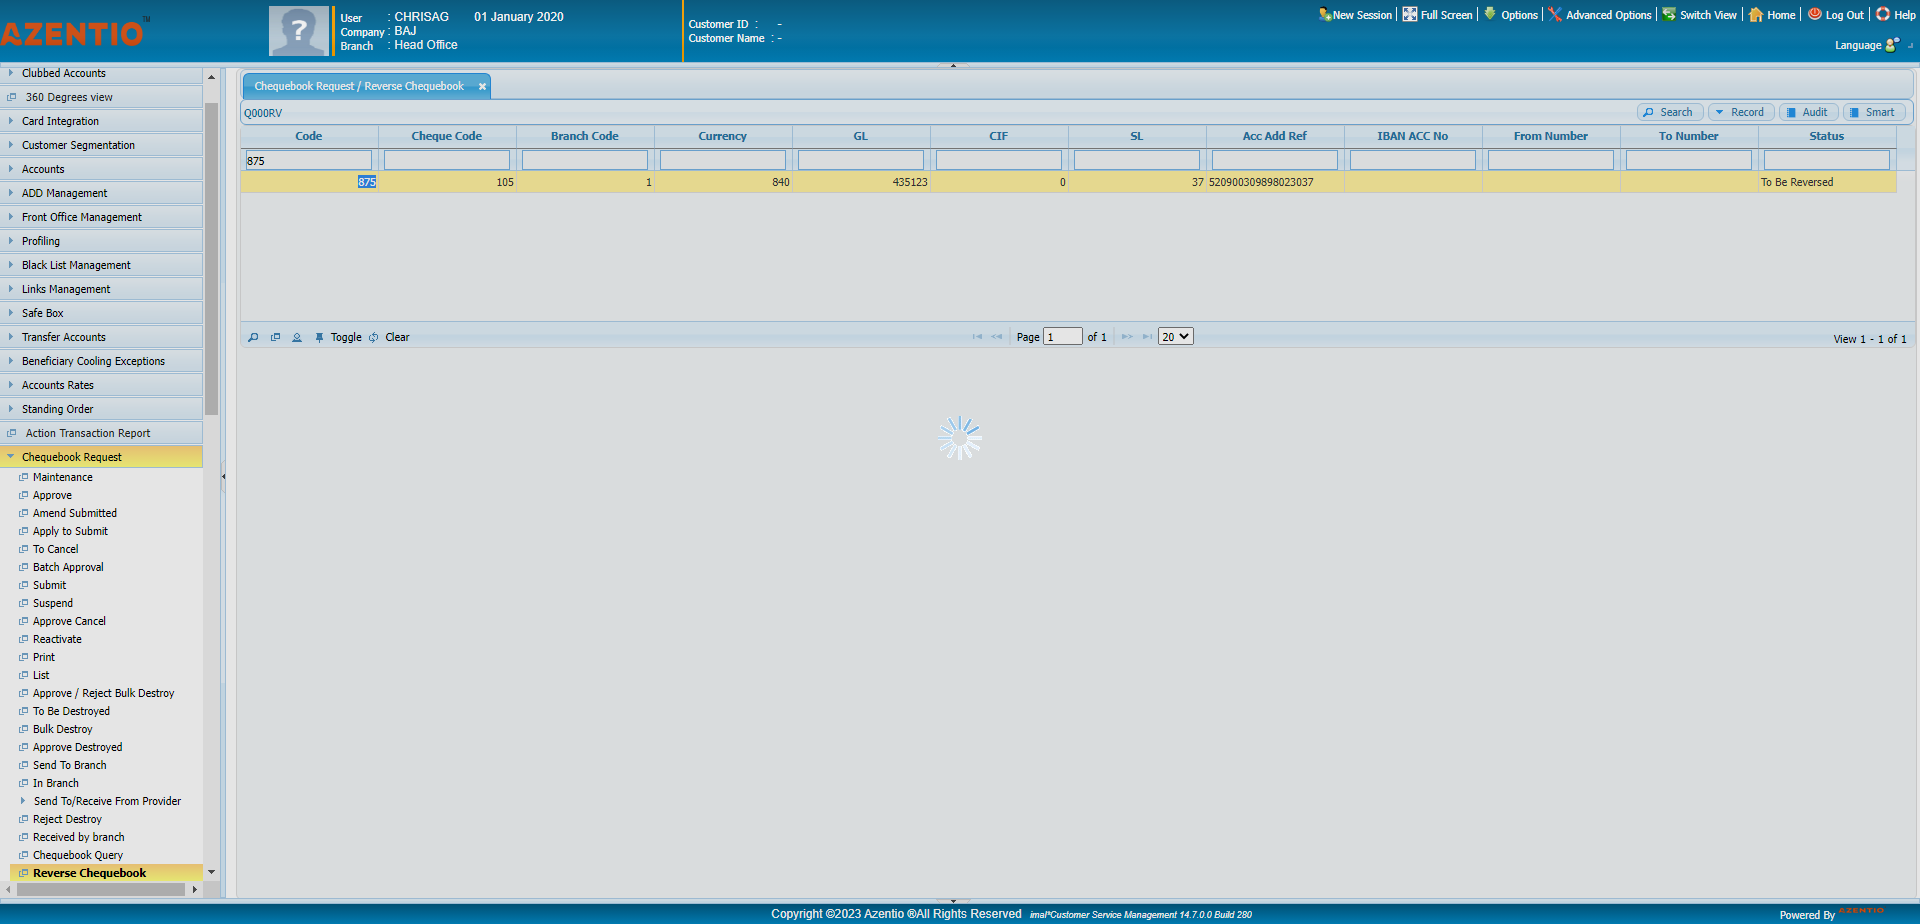 AZENTIO™
User : CHRISAG 01 January 2020
Company : BAJ
Branch : Head Office
Customer ID : -
Customer Name : -
New Session | Full Screen | Options | Advanced Options | Switch View | Home | Log Out | Help
Language
Clubbed Accounts
360 Degrees view
Card Integration
Customer Segmentation
Accounts
ADD Management
Front Office Management
Profiling
Black List Management
Links Management
Safe Box
Transfer Accounts
Beneficiary Cooling Exceptions
Accounts Rates
Standing Order
Action Transaction Report
Chequebook Request
Maintenance
Approve
Amend Submitted
Apply to Submit
To Cancel
Batch Approval
Submit
Suspend
Approve Cancel
Reactivate
Print
List
Approve / Reject Bulk Destroy
To Be Destroyed
Bulk Destroy
Approve Destroyed
Send To Branch
In Branch
Send To/Receive From Provider
Reject Destroy
Received by branch
Chequebook Query
Reverse Chequebook
Chequebook Request / Reverse Chequebook
Q000RV
Search Record Audit Smart
Code Cheque Code Branch Code Currency GL CIF SL Acc Add Ref IBAN ACC No From Number To Number Status
875
875 105 1 840 435123 0 37 520900309898023037 To Be Reversed
Toggle Clear
Page 1 of 1 20
View 1 - 1 of 1
Copyright ©2023 Azentio ®All Rights Reserved imal®Customer Service Management 14.7.0.0 Build 280
Powered By AZENTIO